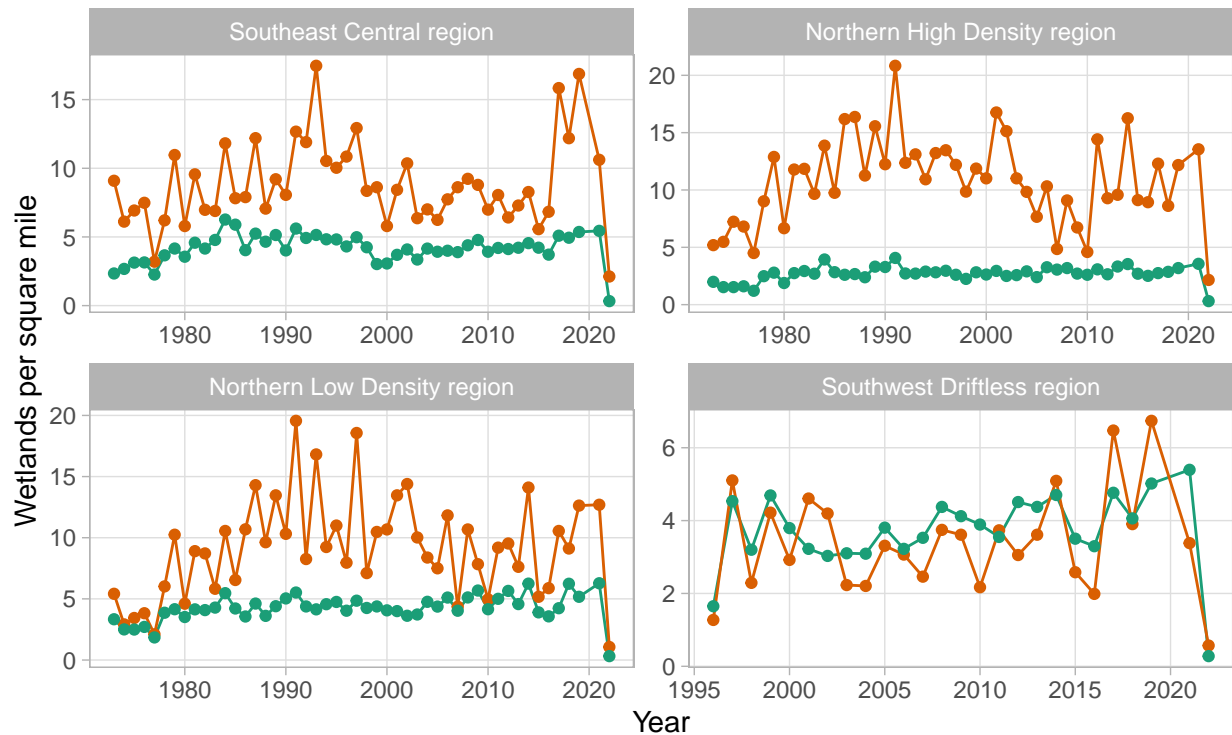 Southeast Central region
Northern High Density region
15
10
5
0
1980 1990 2000 2010 2020
20
15
10
5
0
1980 1990 2000 2010 2020
Northern Low Density region
Southwest Driftless region
20
15
10
5
0
1980 1990 2000 2010 2020
6
4
2
0
1995 2000 2005 2010 2015 2020
Wetlands per square mile
Year